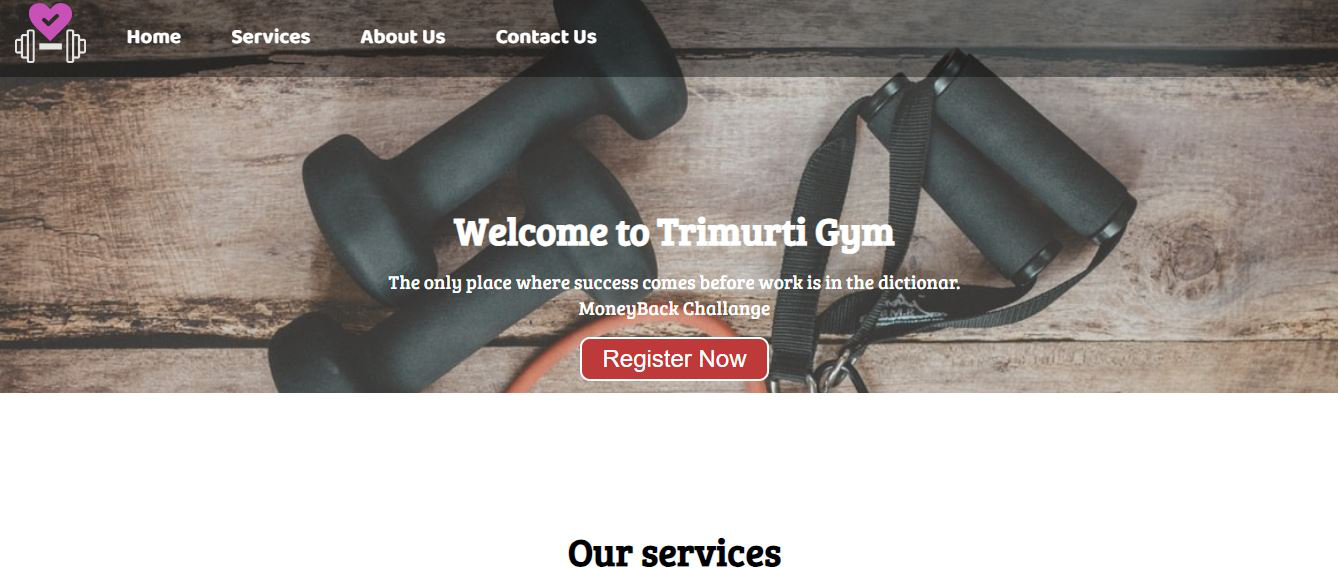 Home Services About Us Contact Us
Welcome to Trimurti Gym
The only place where success comes before work is in the dictionar.
MoneyBack Challange
Register Now
Our services